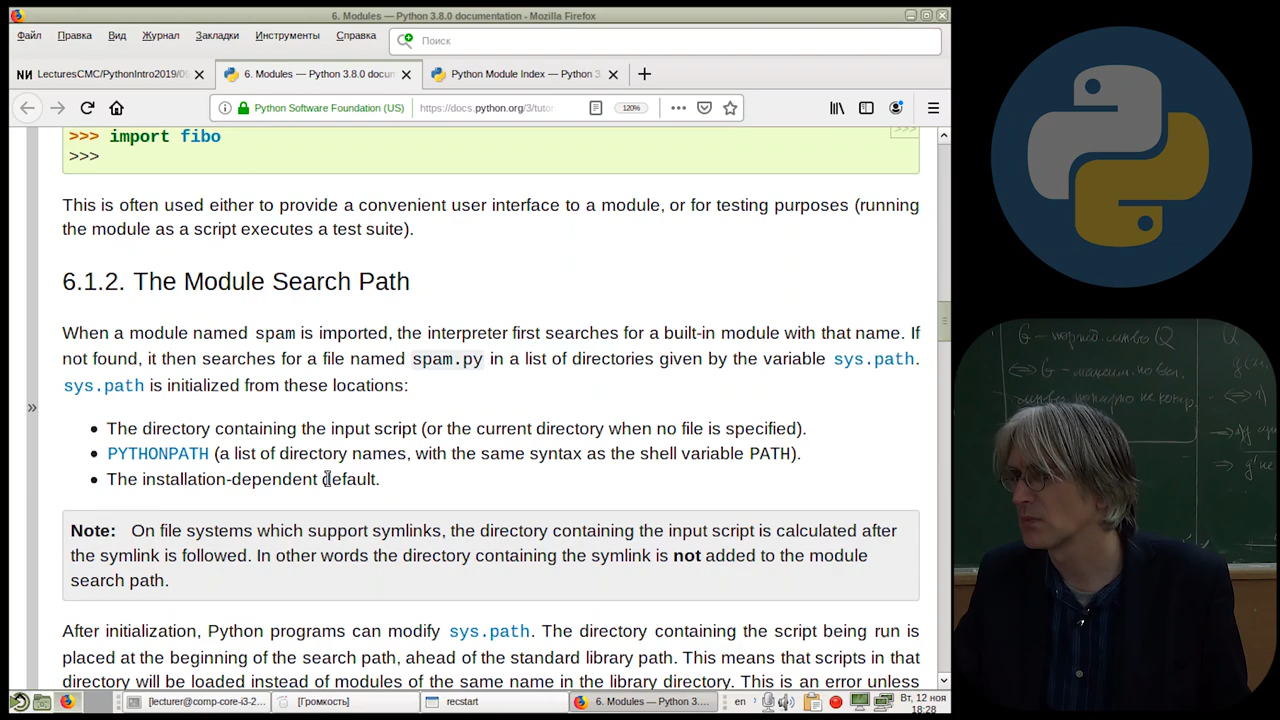 6. Modules — Python 3.8.0 documentation - Mozilla Firefox
Файл Правка Вид Журнал Закладки Инструменты Справка
Поиск
LecturesCMC/PythonIntro2019/0
6. Modules — Python 3.8.0 docun
Python Module Index — Python 3.
Python Software Foundation (US)
https://docs.python.org/3/tutor
120%
>>> import fibo
>>>
>>>
This is often used either to provide a convenient user interface to a module, or for testing purposes (running
the module as a script executes a test suite).
6.1.2. The Module Search Path
When a module named spam is imported, the interpreter first searches for a built-in module with that name. If
not found, it then searches for a file named spam.py in a list of directories given by the variable sys.path.
sys.path is initialized from these locations:
• The directory containing the input script (or the current directory when no file is specified).
• PYTHONPATH (a list of directory names, with the same syntax as the shell variable PATH).
• The installation-dependent default.
Note: On file systems which support symlinks, the directory containing the input script is calculated after
the symlink is followed. In other words the directory containing the symlink is not added to the module
search path.
After initialization, Python programs can modify sys.path. The directory containing the script being run is
placed at the beginning of the search path, ahead of the standard library path. This means that scripts in that
directory will be loaded instead of modules of the same name in the library directory. This is an error unless
[lecturer@comp-core-i3-2...
[Громкость]
recstart
6. Modules — Python 3....
en
Вт, 12 ноя
18:28